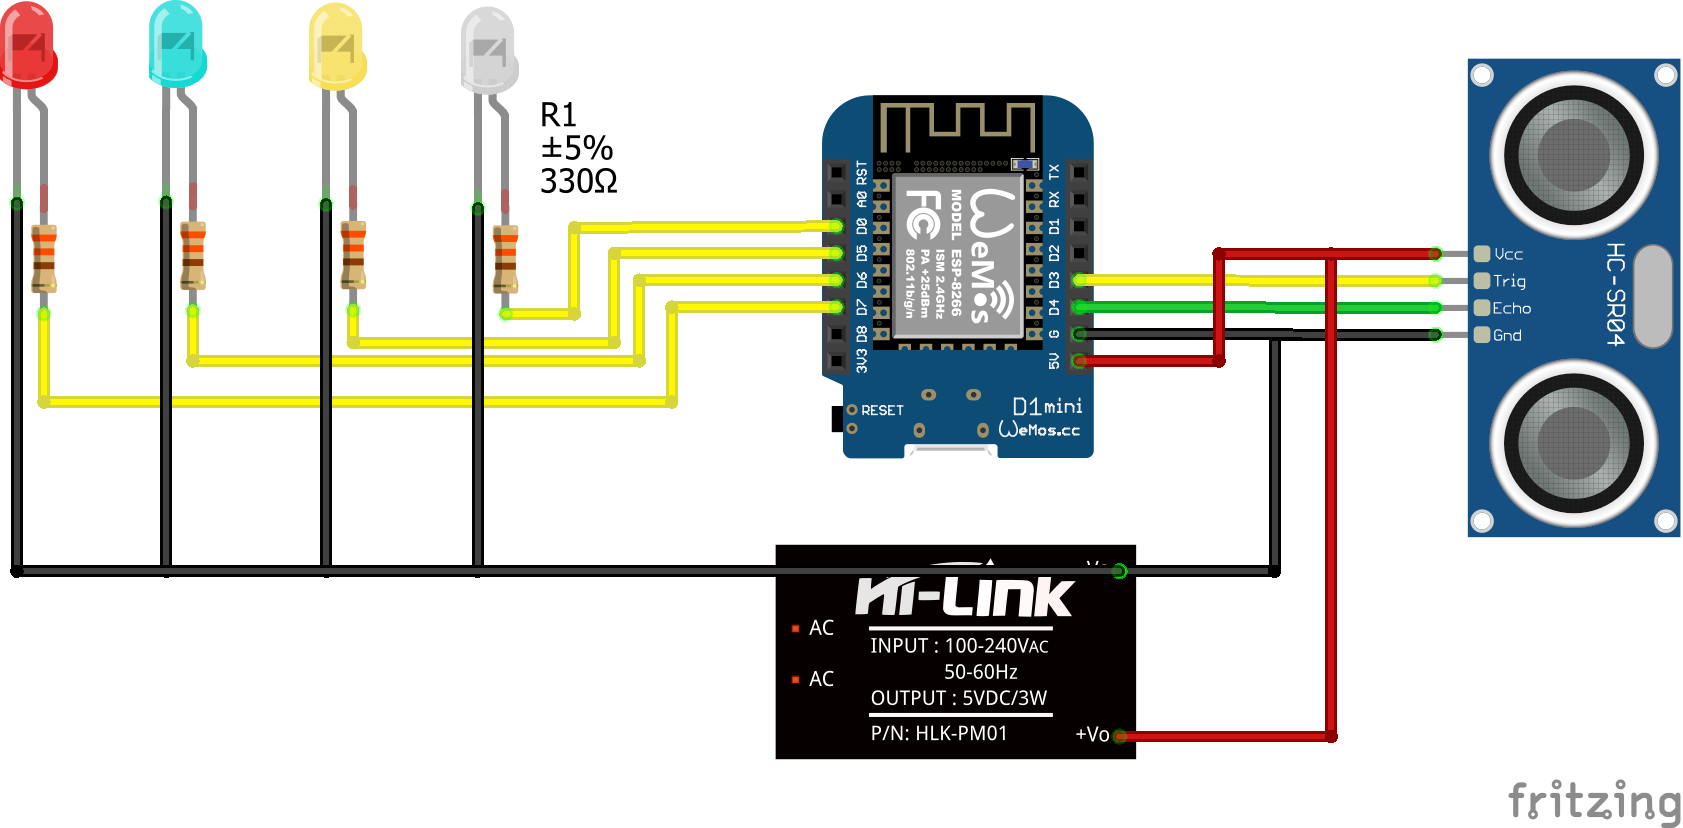 R1
±5%
330Ω
RST
A0
D0
D5
D6
D7
D8
3V3
TX
RX
D1
D2
D3
D4
G
5V
WeMos
MODEL ESP-8266
ISM 2.4GHz
PA +25dBm
802.11b/g/n
FC
RESET
D1mini
WeMos.cc
Vcc
Trig
Echo
Gnd
HC-SR04
Hi-Link
AC
AC
INPUT : 100-240VAC
50-60Hz
OUTPUT : 5VDC/3W
P/N: HLK-PM01
+Vo
fritzing